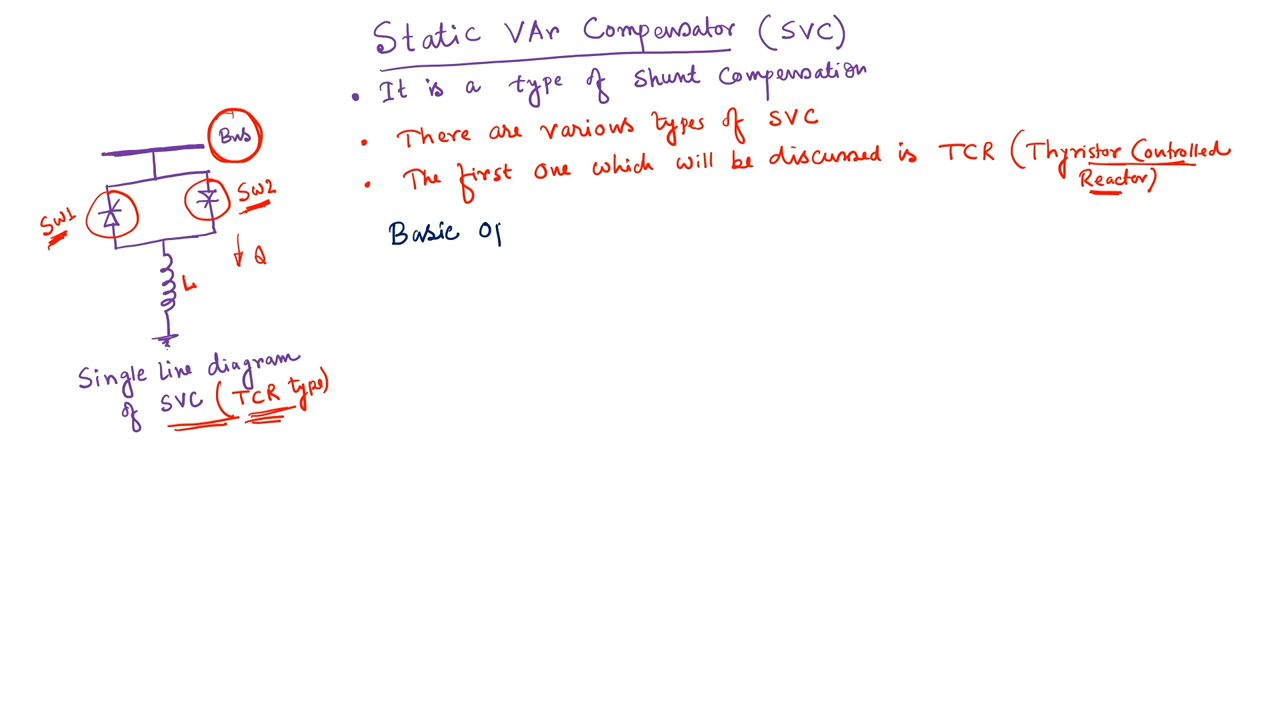 Static VAr Compensator (SVC)
• It is a type of Shunt Compensation
• There are various types of SVC
• The first one which will be discussed is TCR (Thyristor Controlled
Reactor)
Basic Op
Bus
SW1
SW2
Q
L
Single Line diagram
of SVC (TCR type)